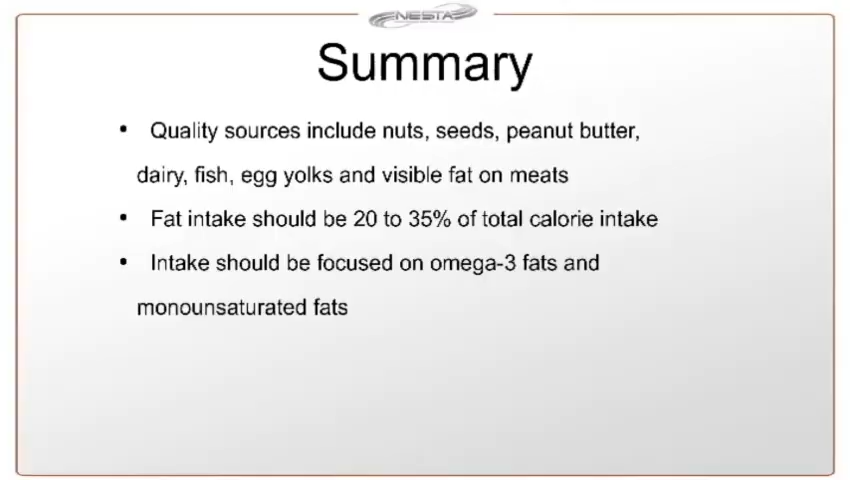 NESTA
Summary
• Quality sources include nuts, seeds, peanut butter,
dairy, fish, egg yolks and visible fat on meats
• Fat intake should be 20 to 35% of total calorie intake
• Intake should be focused on omega-3 fats and
monounsaturated fats